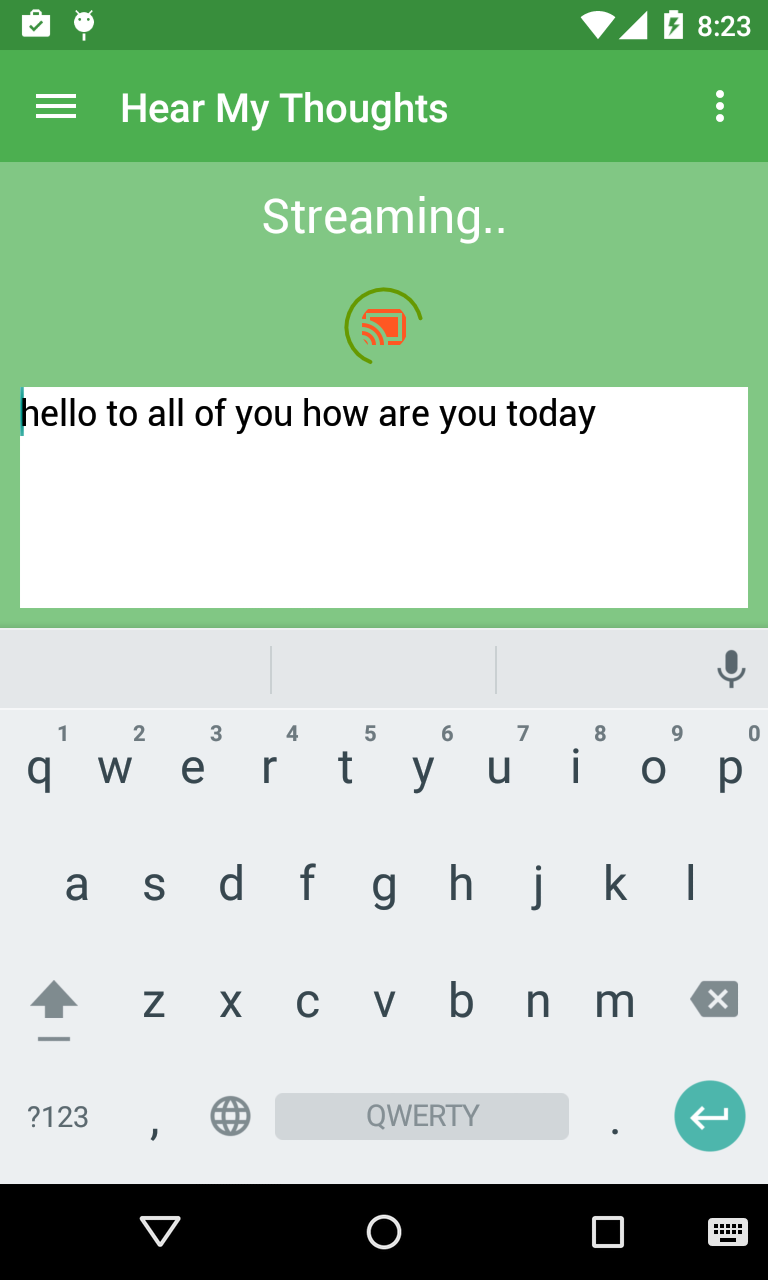 8:23
Hear My Thoughts
Streaming..
hello to all of you how are you today
1 2 3 4 5 6 7 8 9 0
q w e r t y u i o p
a s d f g h j k l
z x c v b n m
?123 , QWERTY .